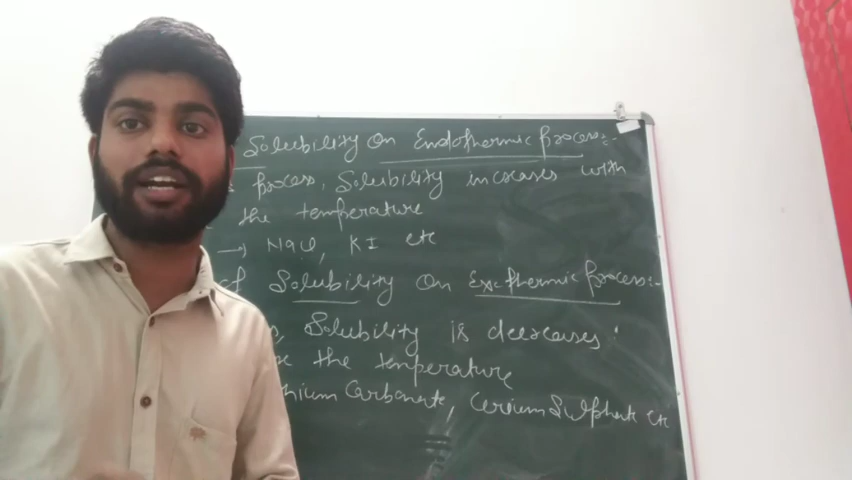 Solubility on Endothermic process:-
process, Solubility increases with
the temperature
→ NaCl, KI etc
of Solubility on Exothermic process:-
Solubility is decreases
the temperature
Carbonate, Cerium Sulphate etc